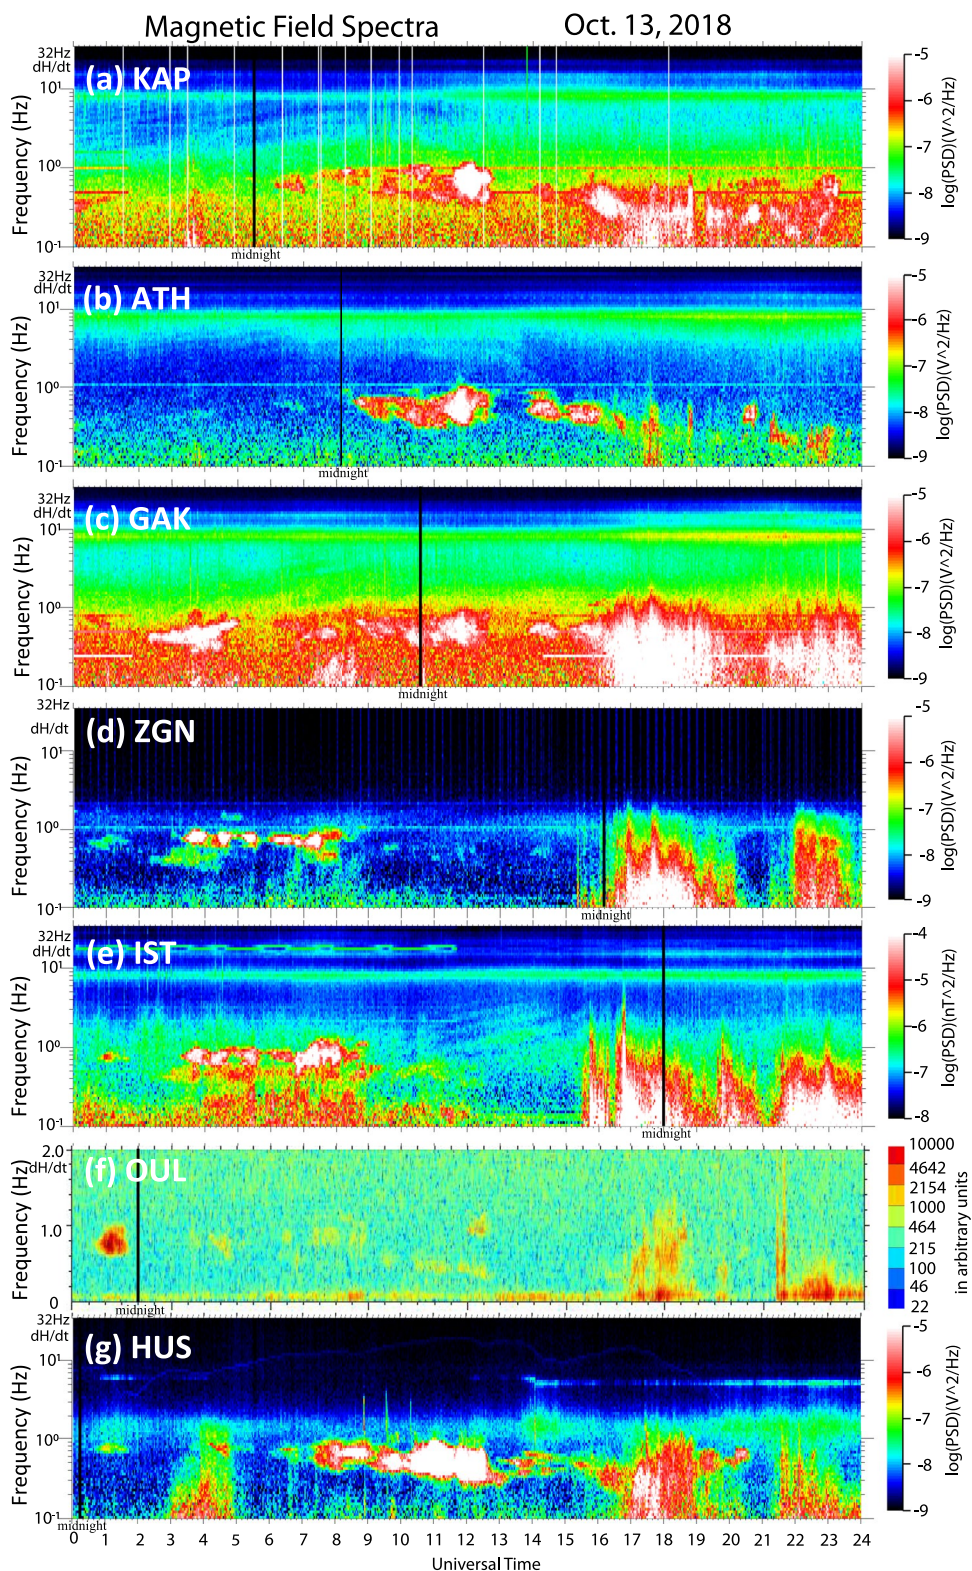 Magnetic Field Spectra Oct. 13, 2018
32Hz
dH/dt
(a) KAP
10¹
10⁰
10⁻¹
Frequency (Hz)
midnight
-5
-6
-7
-8
-9
log(PSD)(V^2/Hz)
32Hz
dH/dt
(b) ATH
10¹
10⁰
10⁻¹
Frequency (Hz)
midnight
-5
-6
-7
-8
-9
log(PSD)(V^2/Hz)
32Hz
dH/dt
(c) GAK
10¹
10⁰
10⁻¹
Frequency (Hz)
midnight
-5
-6
-7
-8
-9
log(PSD)(V^2/Hz)
32Hz
dH/dt
(d) ZGN
10¹
10⁰
10⁻¹
Frequency (Hz)
midnight
-5
-6
-7
-8
-9
log(PSD)(V^2/Hz)
32Hz
dH/dt
(e) IST
10¹
10⁰
10⁻¹
Frequency (Hz)
midnight
-4
-5
-6
-7
-8
log(PSD)(nT^2/Hz)
2.0
dH/dt
(f) OUL
1.0
0
Frequency (Hz)
midnight
10000
4642
2154
1000
464
215
100
46
22
in arbitrary units
32Hz
dH/dt
(g) HUS
10¹
10⁰
10⁻¹
Frequency (Hz)
midnight
-5
-6
-7
-8
-9
log(PSD)(V^2/Hz)
0 1 2 3 4 5 6 7 8 9 10 11 12 13 14 15 16 17 18 19 20 21 22 23 24
Universal Time